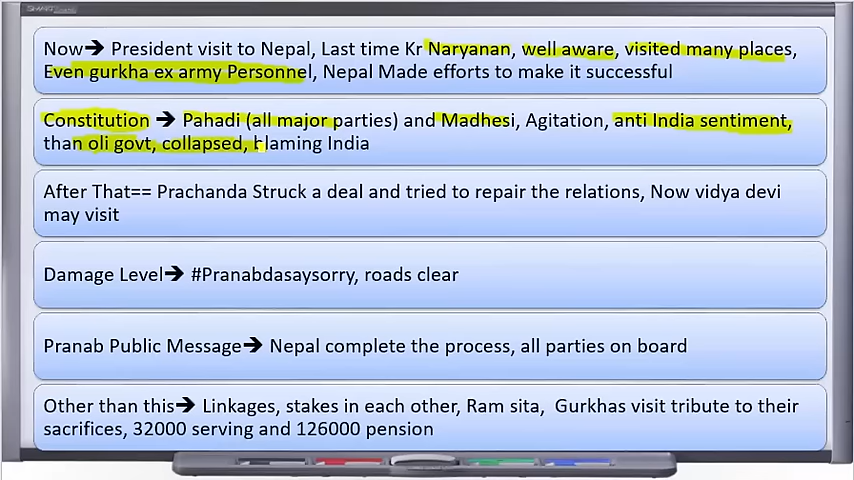 Now➔ President visit to Nepal, Last time Kr Naryanan, well aware, visited many places,
Even gurkha ex army Personnel, Nepal Made efforts to make it successful
Constitution ➔ Pahadi (all major parties) and Madhesi, Agitation, anti India sentiment,
than oli govt, collapsed, blaming India
After That== Prachanda Struck a deal and tried to repair the relations, Now vidya devi
may visit
Damage Level➔ #Pranabdasaysorry, roads clear
Pranab Public Message➔ Nepal complete the process, all parties on board
Other than this➔ Linkages, stakes in each other, Ram sita, Gurkhas visit tribute to their
sacrifices, 32000 serving and 126000 pension